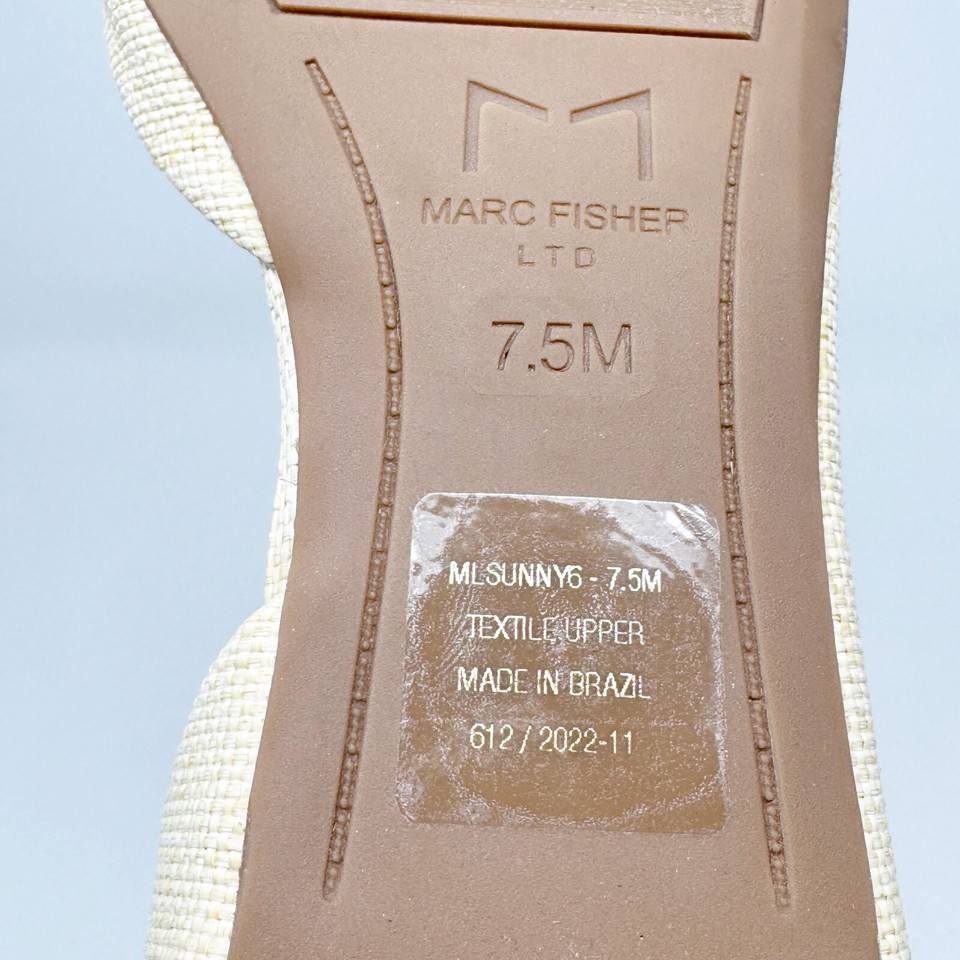 MARC FISHER
LTD
7.5M
MLSUNNY6 - 7.5M
TEXTILE UPPER
MADE IN BRAZIL
612 / 2022-11